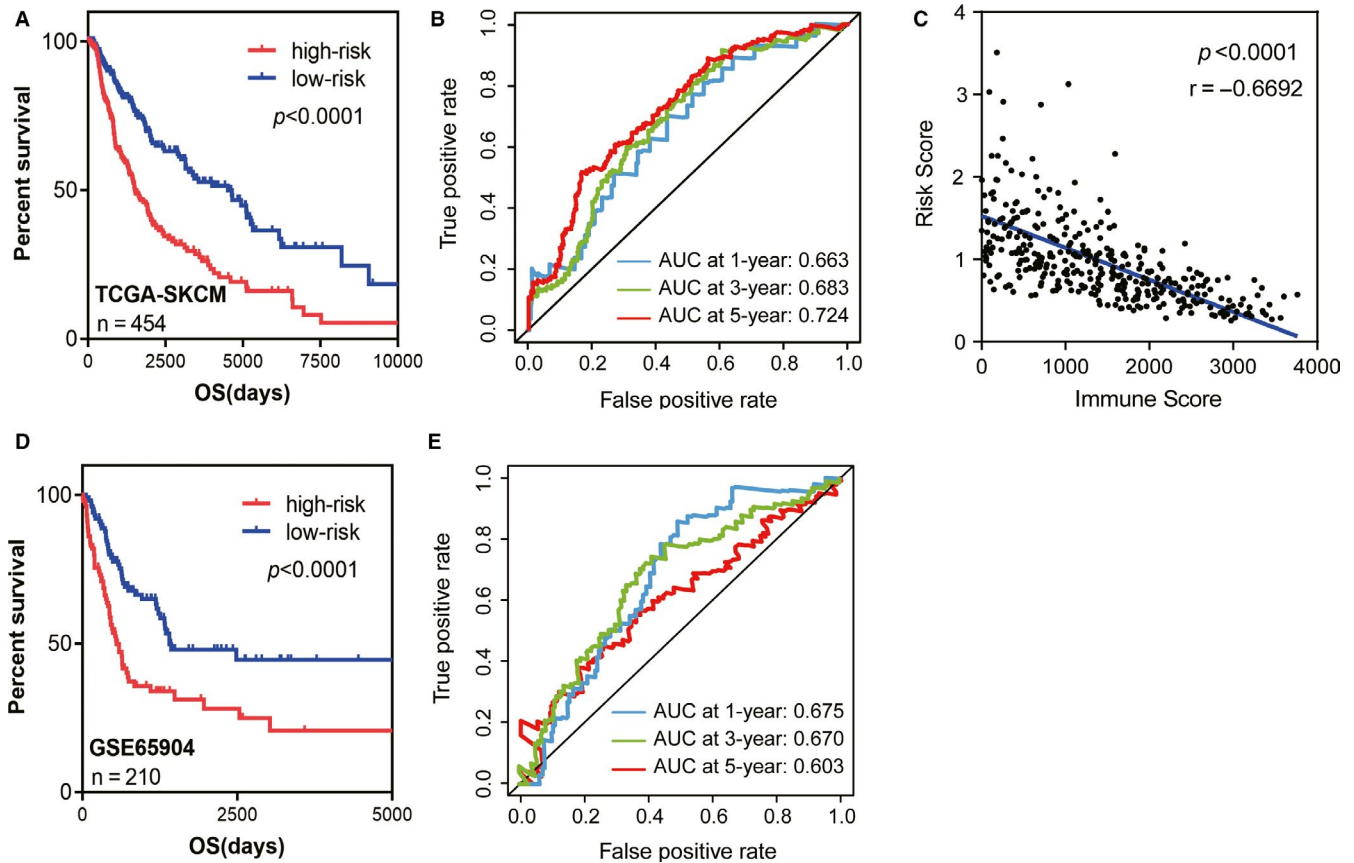 A
100
50
0
Percent survival
high-risk
low-risk
p<0.0001
TCGA-SKCM
n = 454
0
2500
5000
7500
10000
OS(days)
B
1.0
0.8
0.6
0.4
0.2
0.0
True positive rate
AUC at 1-year: 0.663
AUC at 3-year: 0.683
AUC at 5-year: 0.724
0.0
0.2
0.4
0.6
0.8
1.0
False positive rate
C
4
3
2
1
0
Risk Score
p<0.0001
r = −0.6692
0
1000
2000
3000
4000
Immune Score
D
100
50
0
Percent survival
high-risk
low-risk
p<0.0001
GSE65904
n = 210
0
2500
5000
OS(days)
E
1.0
0.8
0.6
0.4
0.2
0.0
True positive rate
AUC at 1-year: 0.675
AUC at 3-year: 0.670
AUC at 5-year: 0.603
0.0
0.2
0.4
0.6
0.8
1.0
False positive rate